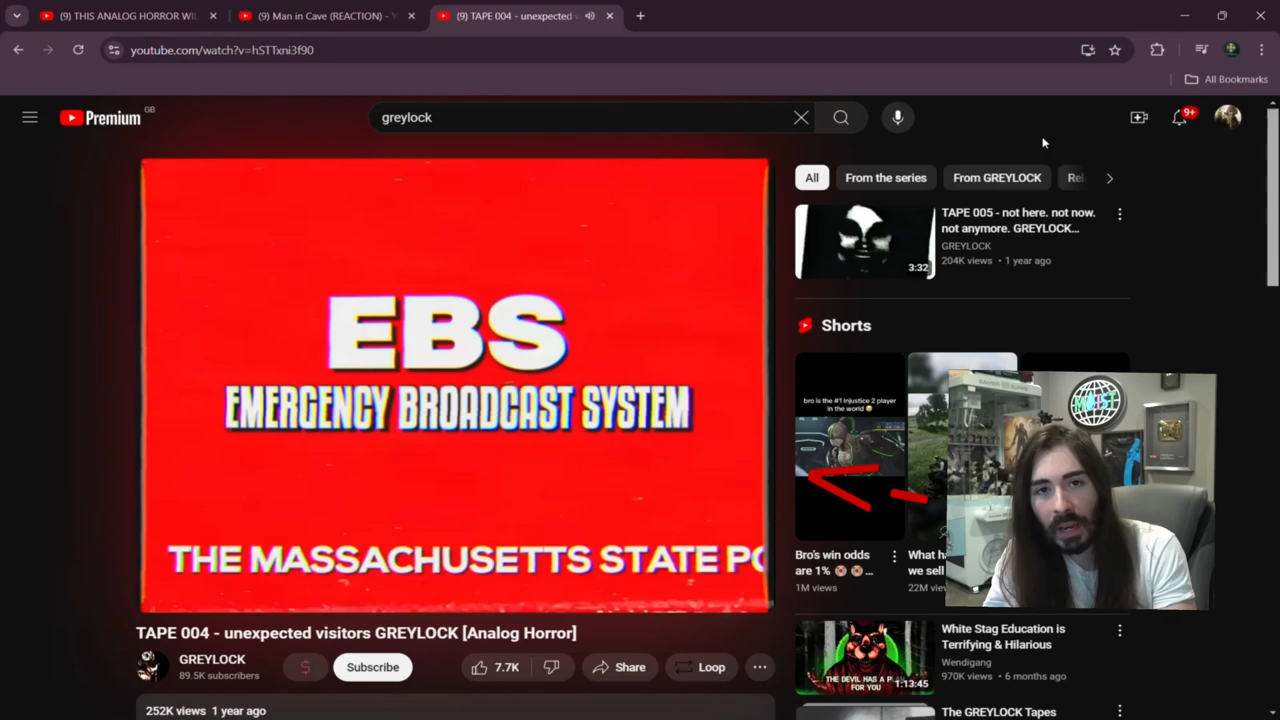 (9) THIS ANALOG HORROR WI
(9) Man in Cave (REACTION) - Y
(9) TAPE 004 - unexpected v
youtube.com/watch?v=hSTTxni3f90
All Bookmarks
Premium
GB
greylock
9+
EBS
EMERGENCY BROADCAST SYSTEM
THE MASSACHUSETTS STATE PO
All
From the series
From GREYLOCK
Rel
TAPE 005 - not here. not now.
not anymore. GREYLOCK...
GREYLOCK
204K views • 1 year ago
3:32
Shorts
bro is the #1 Injustice 2 player
in the world 😂
MOIST
Bro's win odds
are 1% 😭 😭 ...
1M views
What h
we sell
22M view
TAPE 004 - unexpected visitors GREYLOCK [Analog Horror]
GREYLOCK
89.5K subscribers
$
Subscribe
7.7K
Share
Loop
252K views 1 year ago
THE DEVIL HAS A PLAN
FOR YOU
1:13:45
White Stag Education is
Terrifying & Hilarious
Wendigang
970K views • 6 months ago
The GREYLOCK Tapes